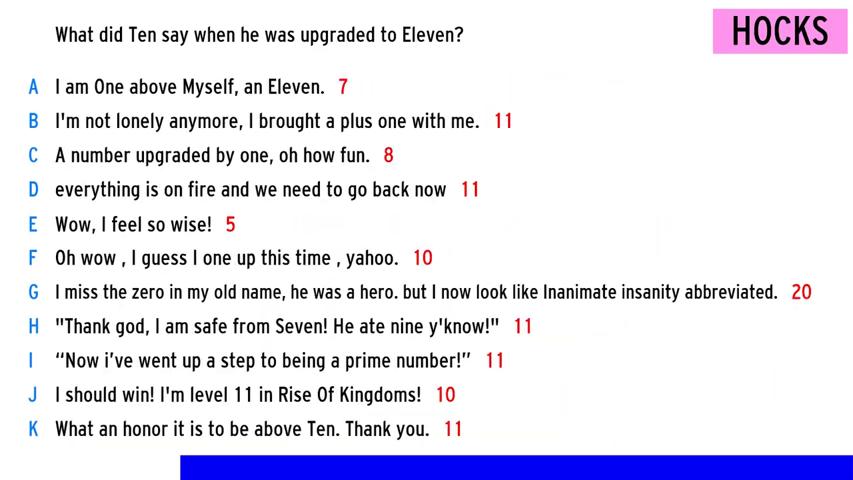 HOCKS
What did Ten say when he was upgraded to Eleven?
A I am One above Myself, an Eleven. 7
B I'm not lonely anymore, I brought a plus one with me. 11
C A number upgraded by one, oh how fun. 8
D everything is on fire and we need to go back now 11
E Wow, I feel so wise! 5
F Oh wow , I guess I one up this time , yahoo. 10
G I miss the zero in my old name, he was a hero. but I now look like Inanimate insanity abbreviated. 20
H "Thank god, I am safe from Seven! He ate nine y'know!" 11
I “Now i’ve went up a step to being a prime number!” 11
J I should win! I'm level 11 in Rise Of Kingdoms! 10
K What an honor it is to be above Ten. Thank you. 11